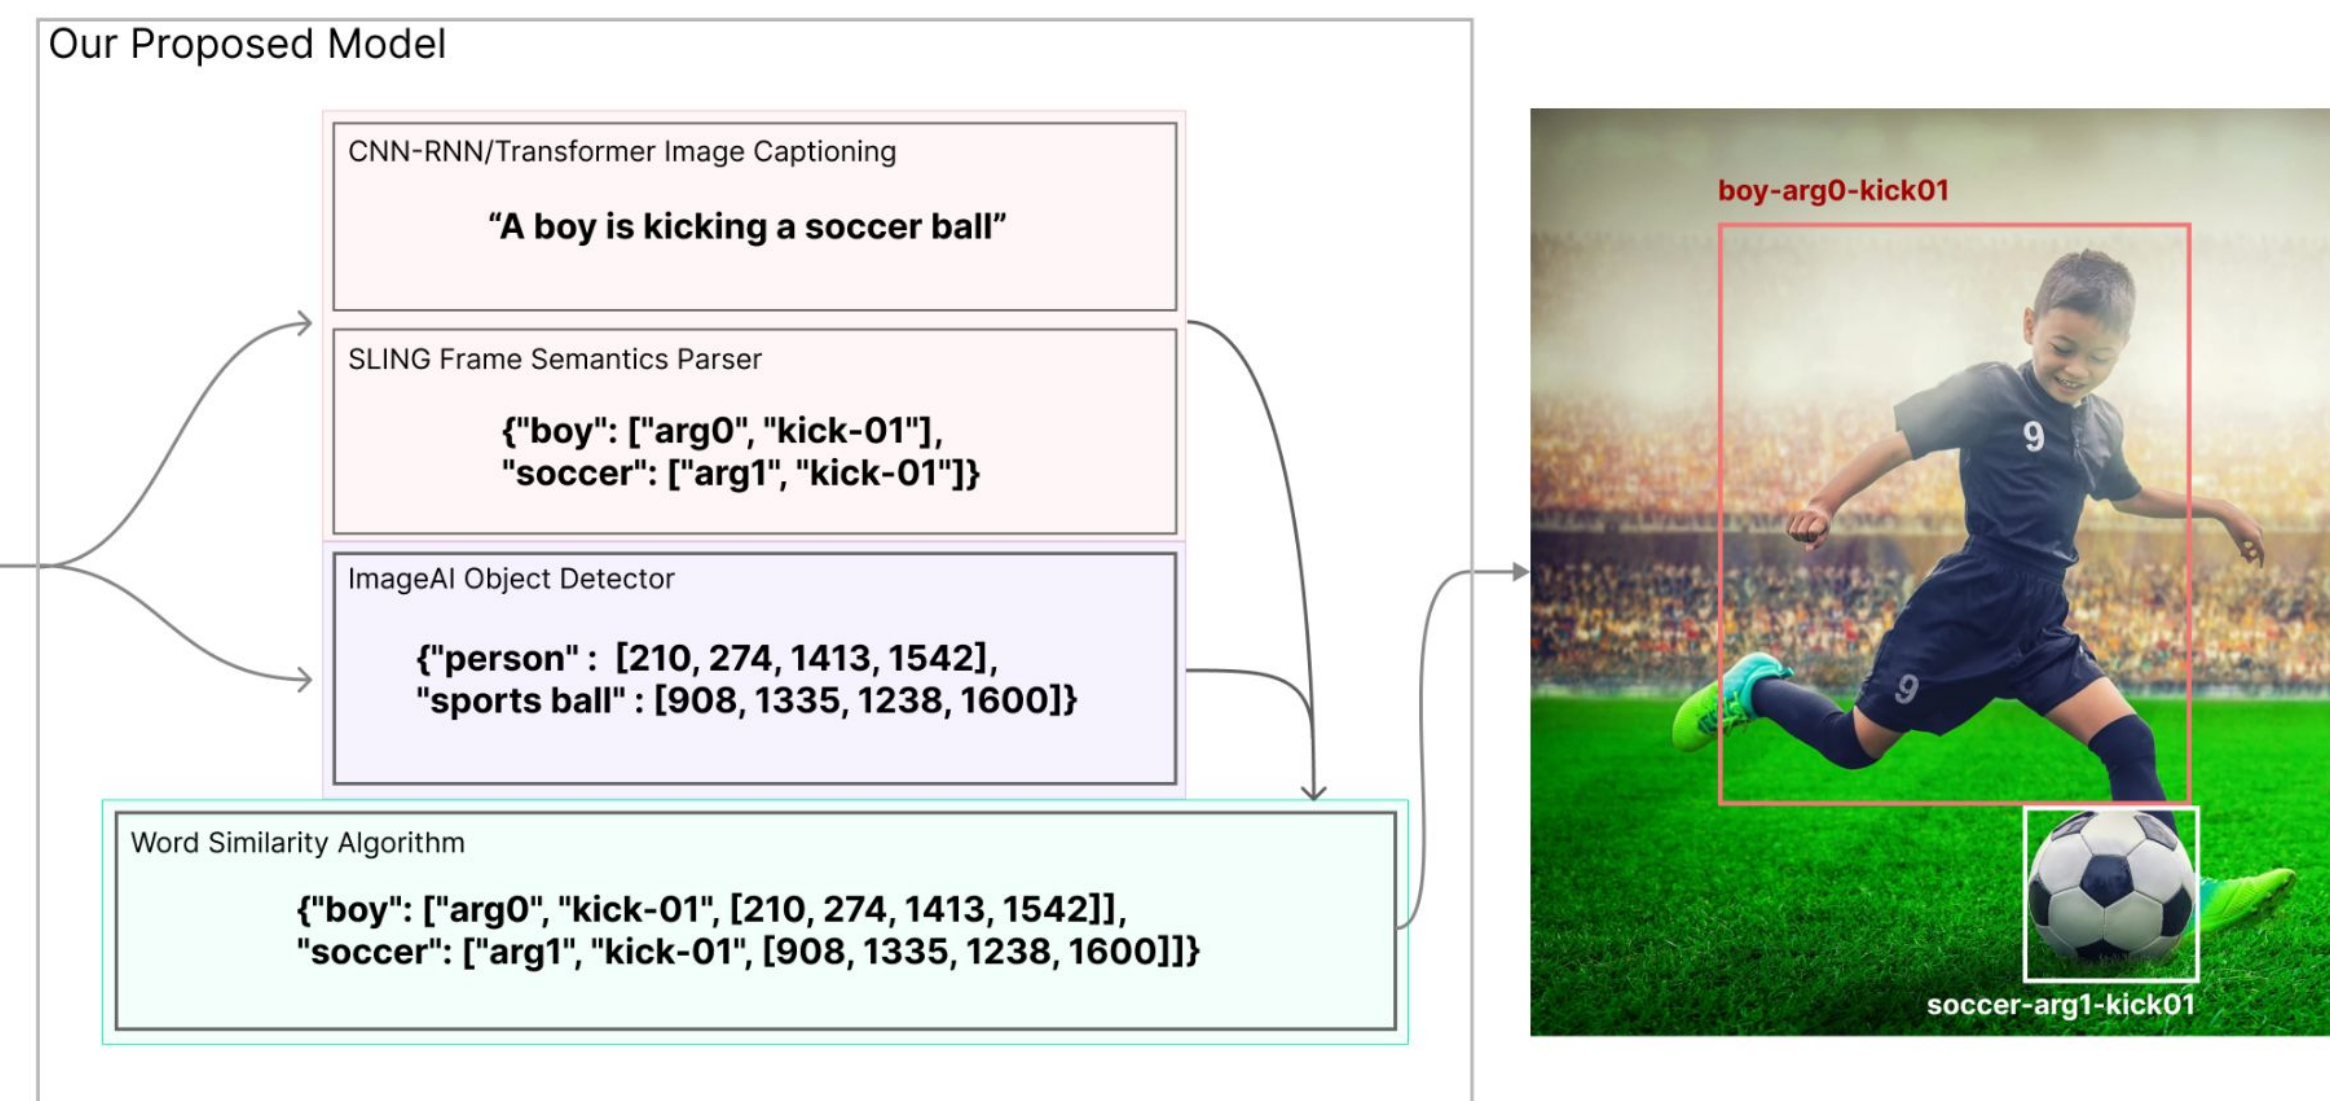 Our Proposed Model
CNN-RNN/Transformer Image Captioning
“A boy is kicking a soccer ball”
SLING Frame Semantics Parser
{"boy": ["arg0", "kick-01"],
"soccer": ["arg1", "kick-01"]}
ImageAI Object Detector
{"person" : [210, 274, 1413, 1542],
"sports ball" : [908, 1335, 1238, 1600]}
Word Similarity Algorithm
{"boy": ["arg0", "kick-01", [210, 274, 1413, 1542]],
"soccer": ["arg1", "kick-01", [908, 1335, 1238, 1600]]}
boy-arg0-kick01
9
9
soccer-arg1-kick01